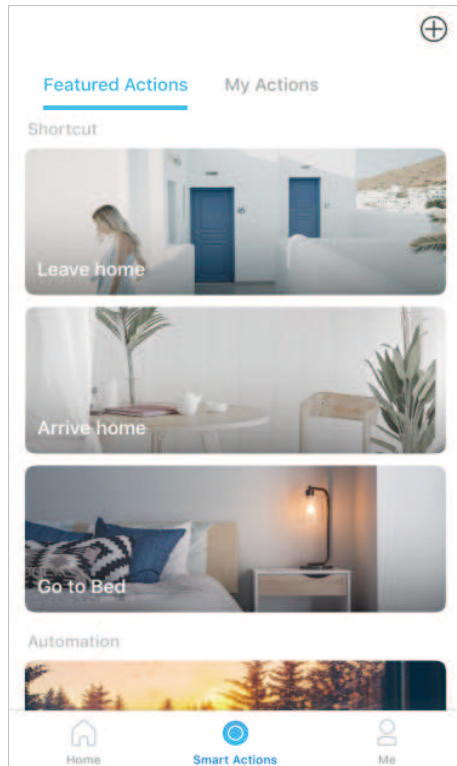 Featured Actions My Actions
Shortcut
Leave home
Arrive home
Go to Bed
Automation
Home Smart Actions Me